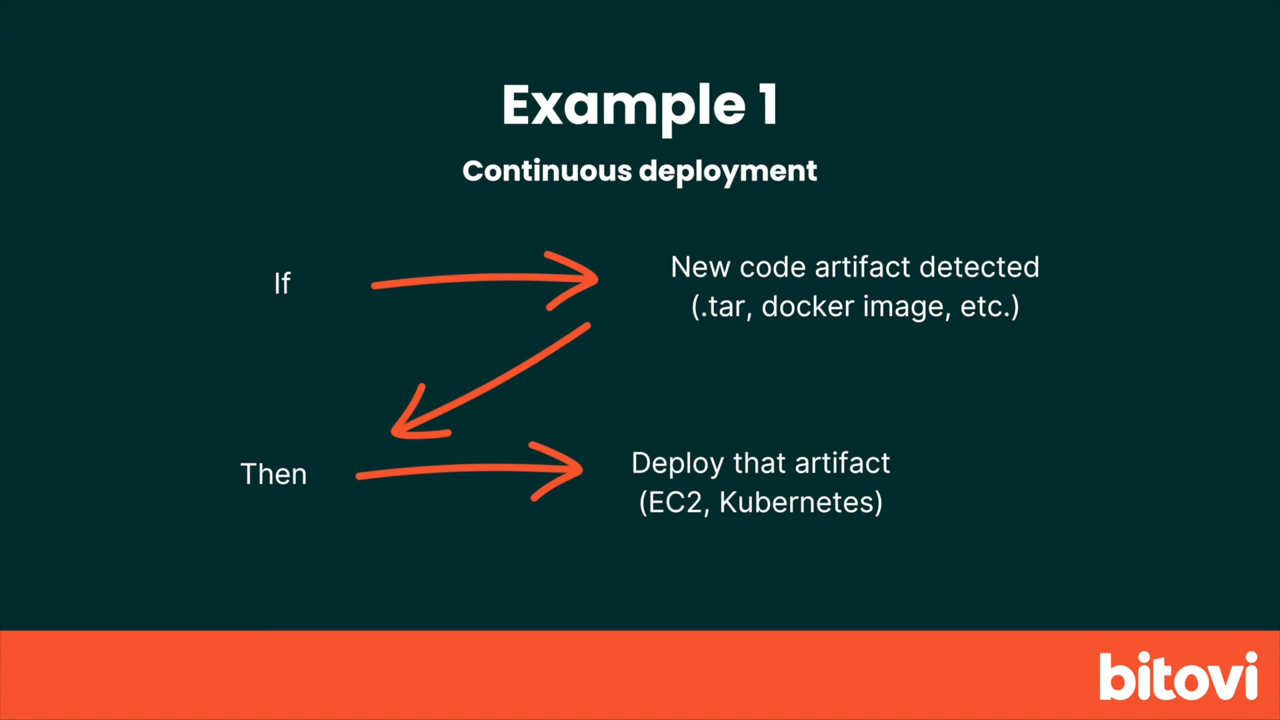 Example 1
Continuous deployment
If
New code artifact detected
(.tar, docker image, etc.)
Then
Deploy that artifact
(EC2, Kubernetes)
bitovi